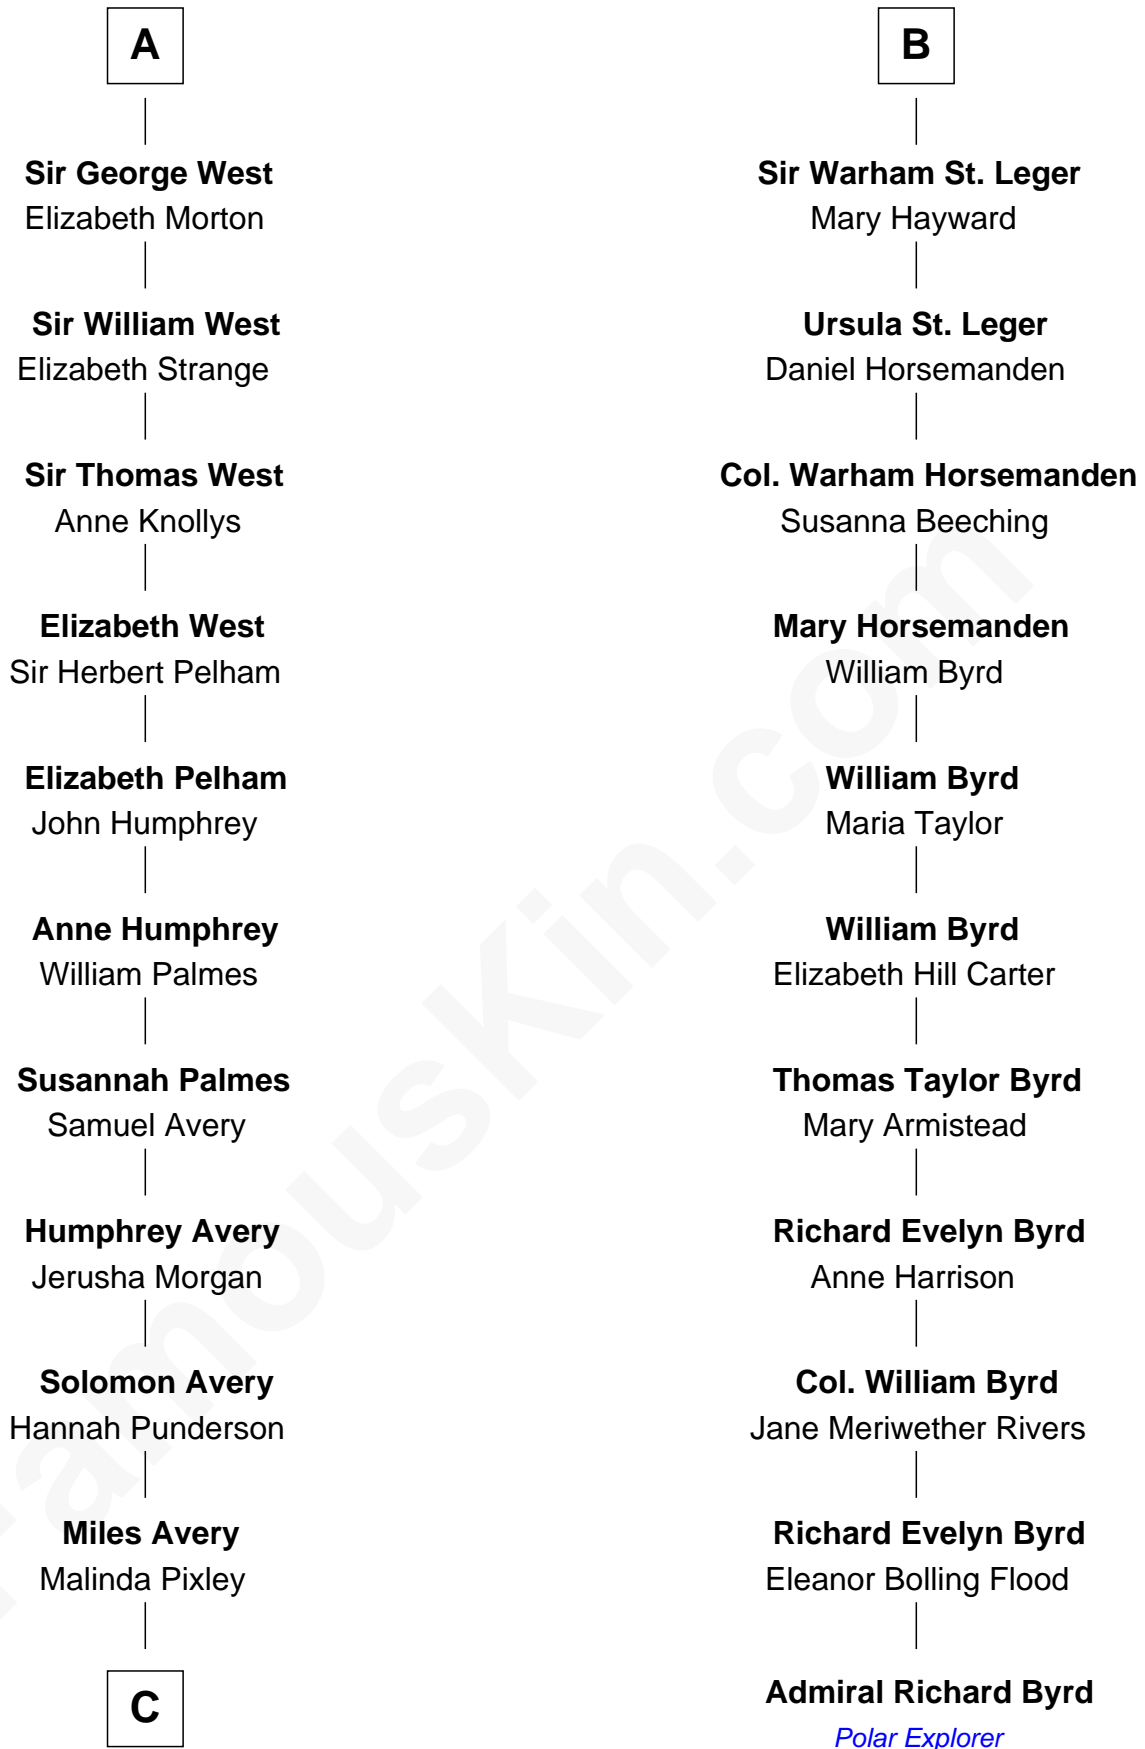 A
Sir George West
Elizabeth Morton
Sir William West
Elizabeth Strange
Sir Thomas West
Anne Knollys
Elizabeth West
Sir Herbert Pelham
Elizabeth Pelham
John Humphrey
Anne Humphrey
William Palmes
Susannah Palmes
Samuel Avery
Humphrey Avery
Jerusha Morgan
Solomon Avery
Hannah Punderson
Miles Avery
Malinda Pixley
C
B
Sir Warham St. Leger
Mary Hayward
Ursula St. Leger
Daniel Horsemanden
Col. Warham Horsemanden
Susanna Beeching
Mary Horsemanden
William Byrd
William Byrd
Maria Taylor
William Byrd
Elizabeth Hill Carter
Thomas Taylor Byrd
Mary Armistead
Richard Evelyn Byrd
Anne Harrison
Col. William Byrd
Jane Meriwether Rivers
Richard Evelyn Byrd
Eleanor Bolling Flood
Admiral Richard Byrd
Polar Explorer
FamousKin.com